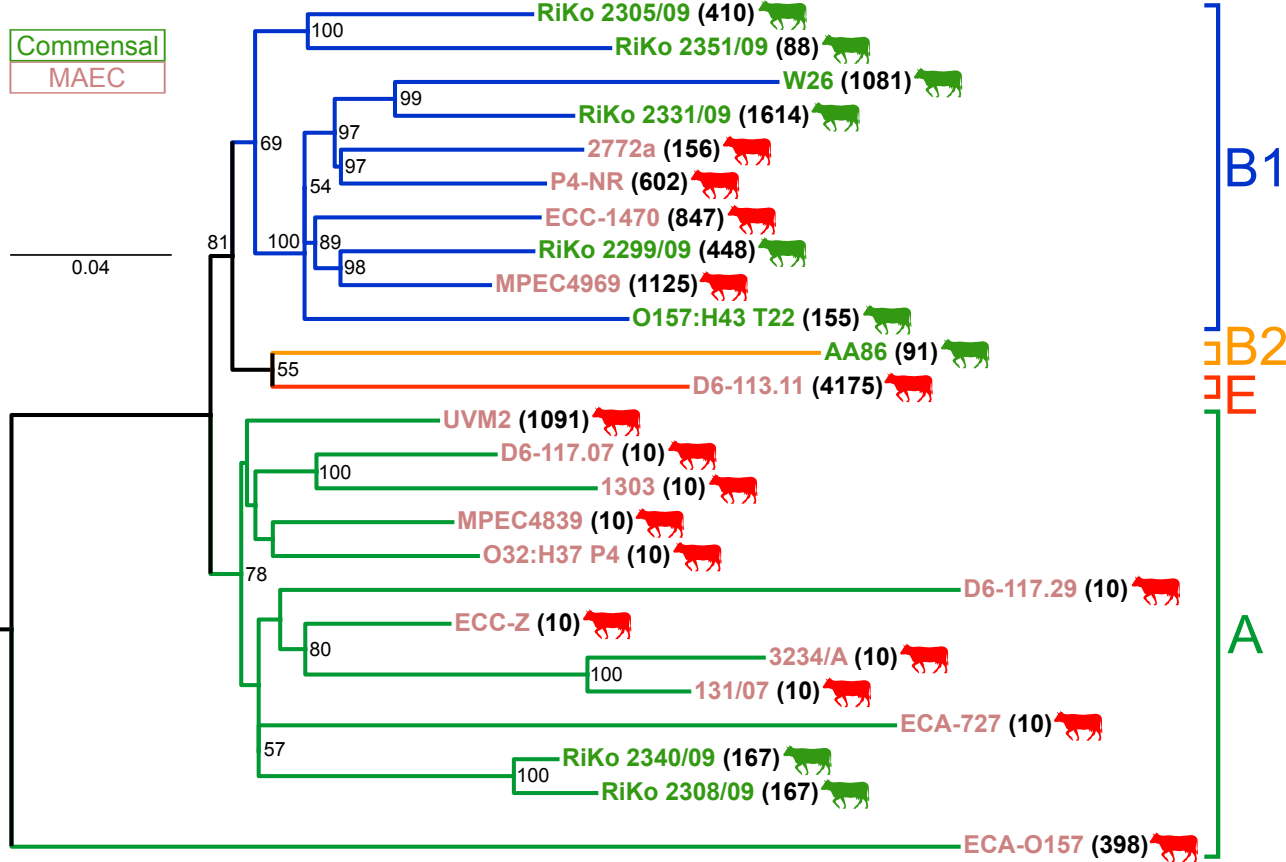 Commensal
MAEC
0.04
RiKo 2305/09 (410)
100
RiKo 2351/09 (88)
W26 (1081)
99
RiKo 2331/09 (1614)
97
69
2772a (156)
97
P4-NR (602)
54
ECC-1470 (847)
81
100
89
RiKo 2299/09 (448)
98
MPEC4969 (1125)
O157:H43 T22 (155)
B1
AA86 (91)
B2
55
D6-113.11 (4175)
E
UVM2 (1091)
D6-117.07 (10)
100
1303 (10)
MPEC4839 (10)
O32:H37 P4 (10)
78
D6-117.29 (10)
ECC-Z (10)
80
3234/A (10)
100
131/07 (10)
A
ECA-727 (10)
57
RiKo 2340/09 (167)
100
RiKo 2308/09 (167)
ECA-O157 (398)